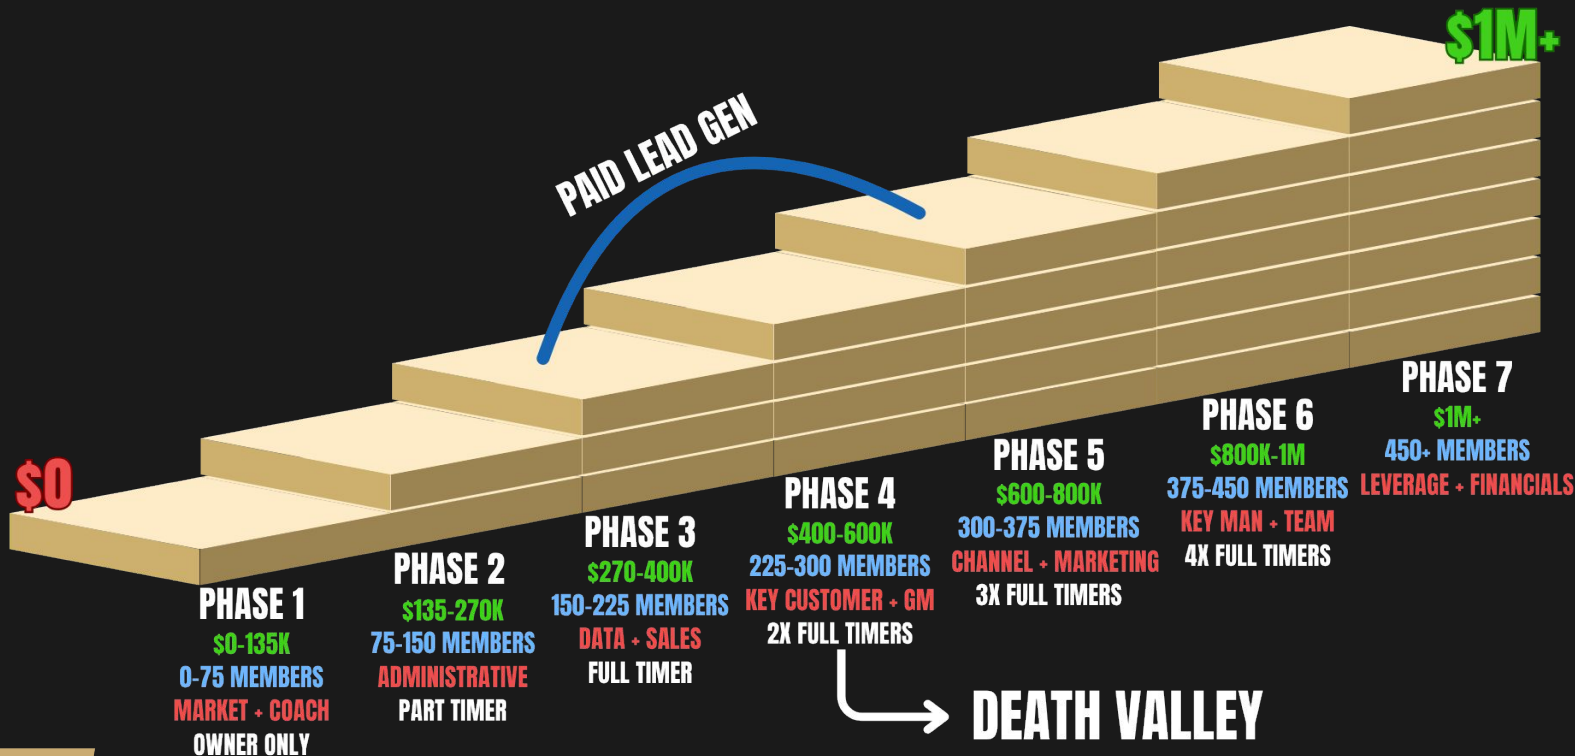 $1M+
PAID LEAD GEN
$0
PHASE 1
$0-135K
0-75 MEMBERS
MARKET + COACH
OWNER ONLY
PHASE 2
$135-270K
75-150 MEMBERS
ADMINISTRATIVE
PART TIMER
PHASE 3
$270-400K
150-225 MEMBERS
DATA + SALES
FULL TIMER
PHASE 4
$400-600K
225-300 MEMBERS
KEY CUSTOMER + GM
2X FULL TIMERS
PHASE 5
$600-800K
300-375 MEMBERS
CHANNEL + MARKETING
3X FULL TIMERS
PHASE 6
$800K-1M
375-450 MEMBERS
KEY MAN + TEAM
4X FULL TIMERS
PHASE 7
$1M+
450+ MEMBERS
LEVERAGE + FINANCIALS
DEATH VALLEY